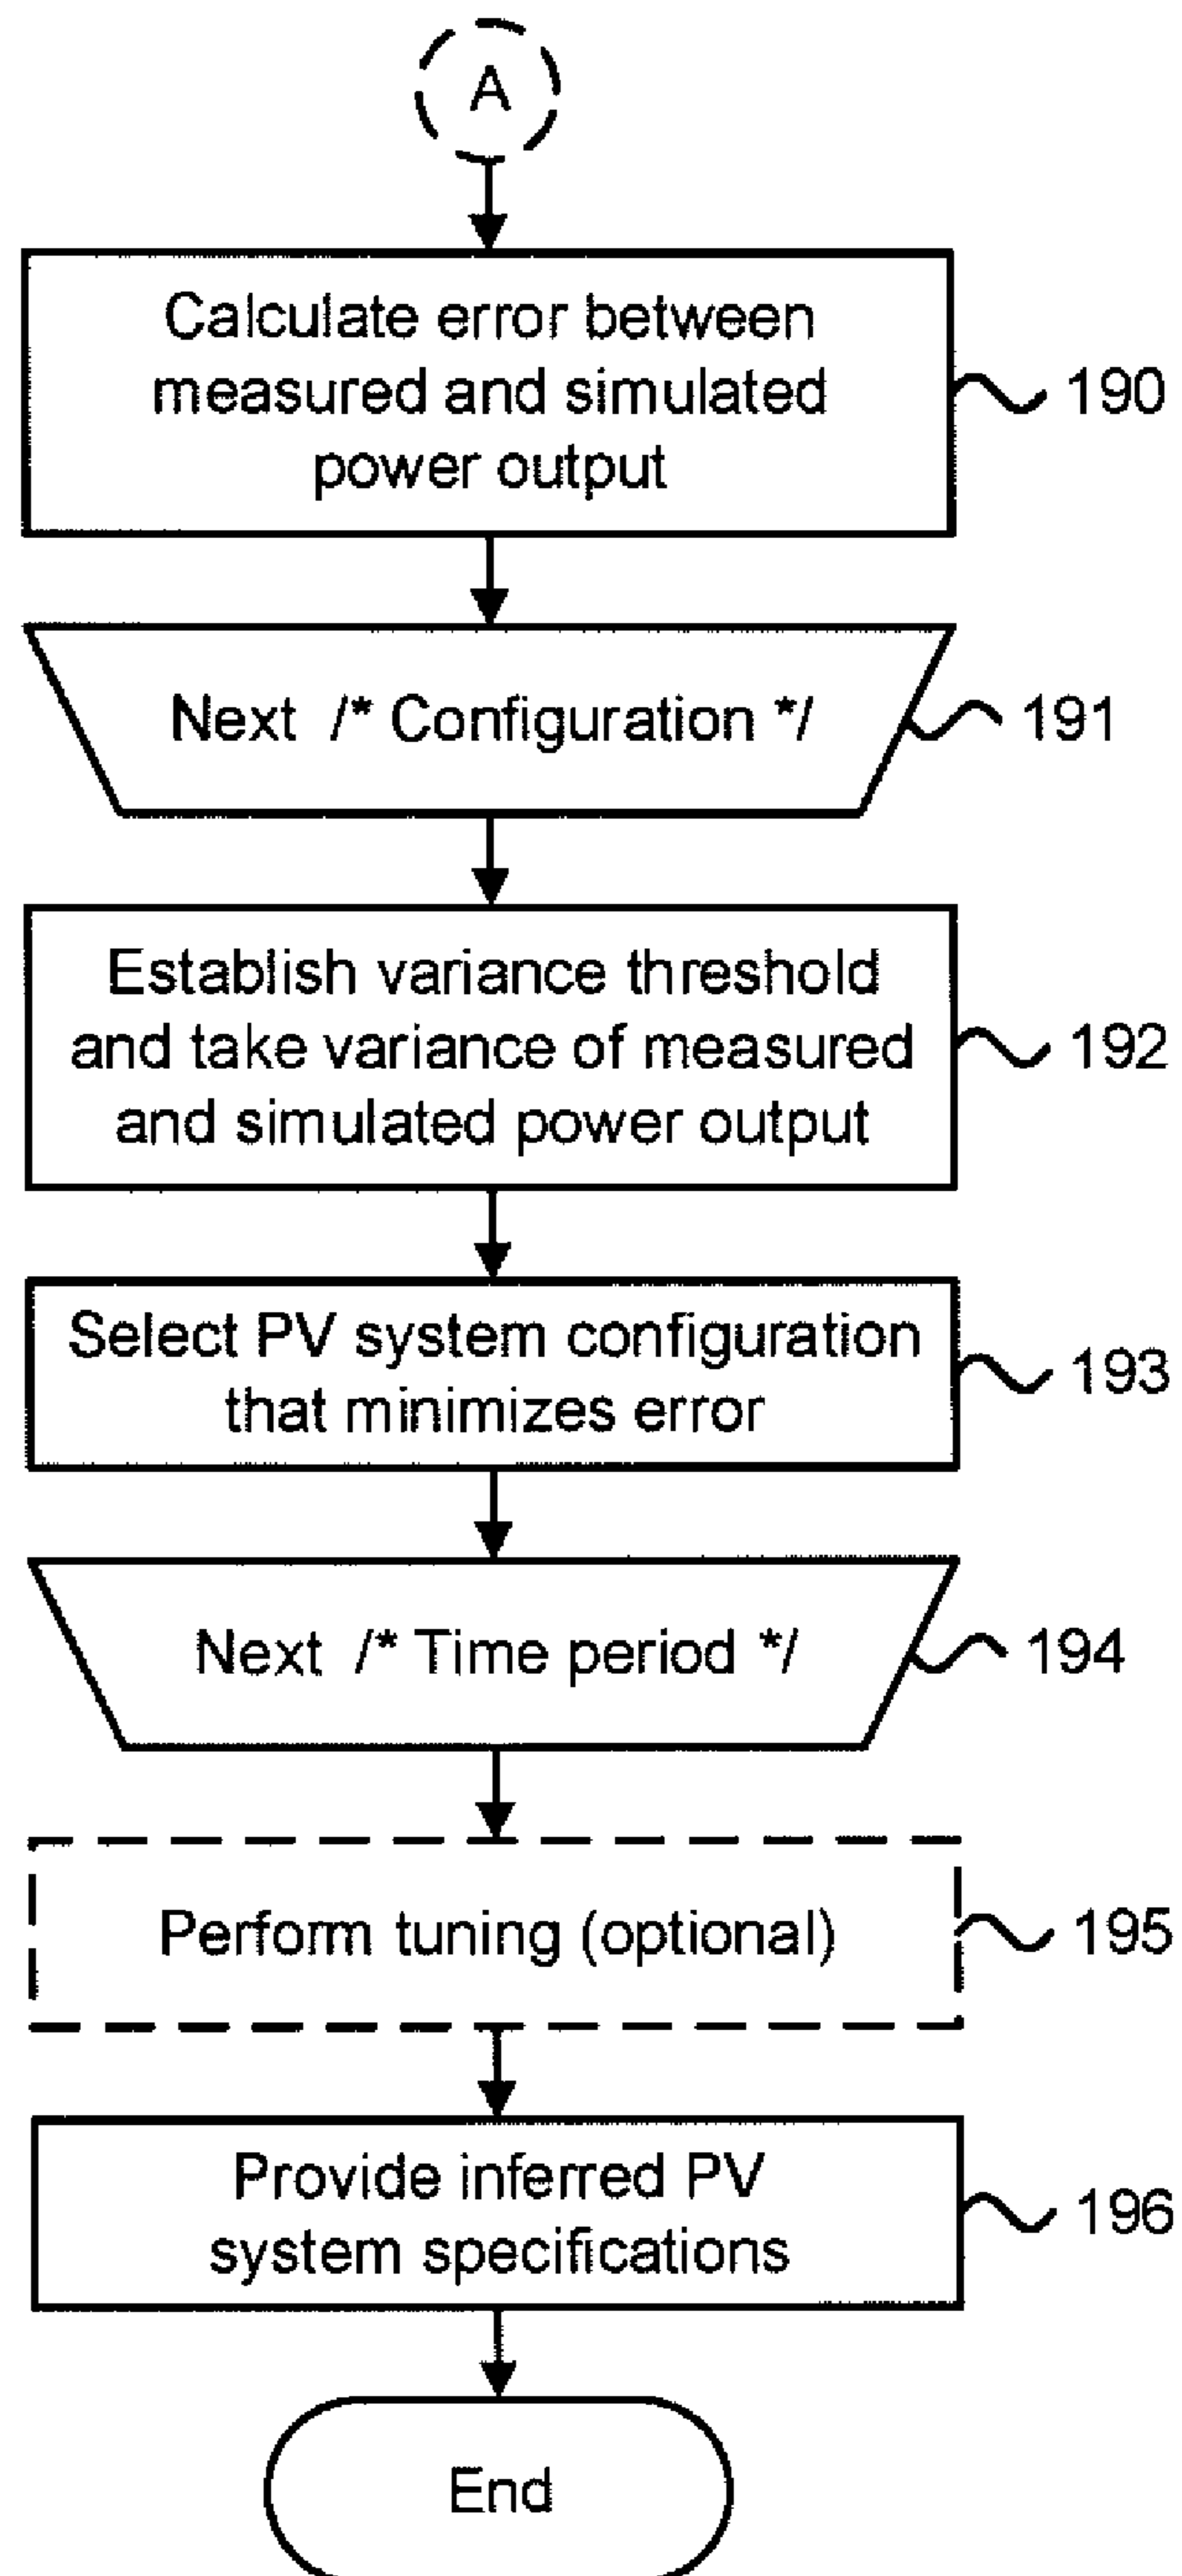 A
Calculate error between
measured and simulated
power output
190
Next /* Configuration */
191
Establish variance threshold
and take variance of measured
and simulated power output
192
Select PV system configuration
that minimizes error
193
Next /* Time period */
194
Perform tuning (optional)
195
Provide inferred PV
system specifications
196
End